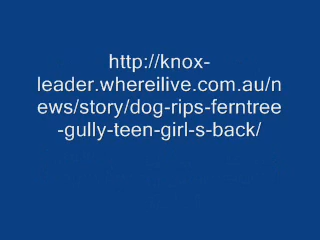 http://knox-
leader.whereilive.com.au/n
ews/story/dog-rips-ferntree
-gully-teen-girl-s-back/